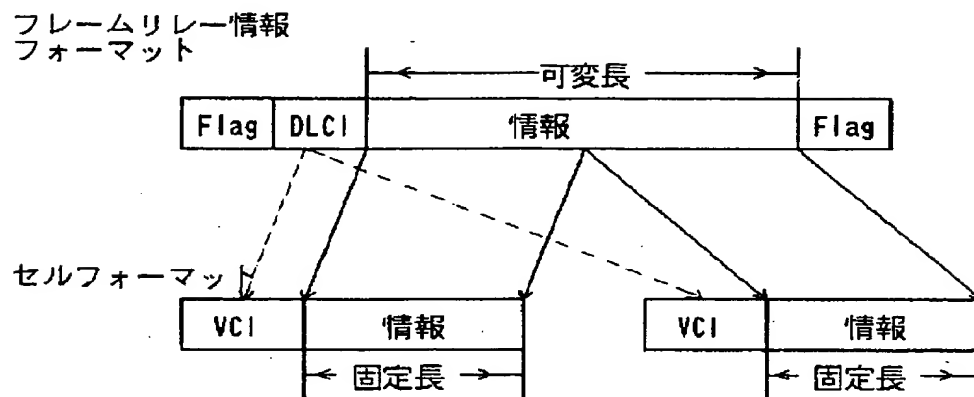 フレームリレー情報
フォーマット
可変長
Flag DLCI 情報 Flag
セルフォーマット
VCI 情報 VCI 情報
固定長 固定長